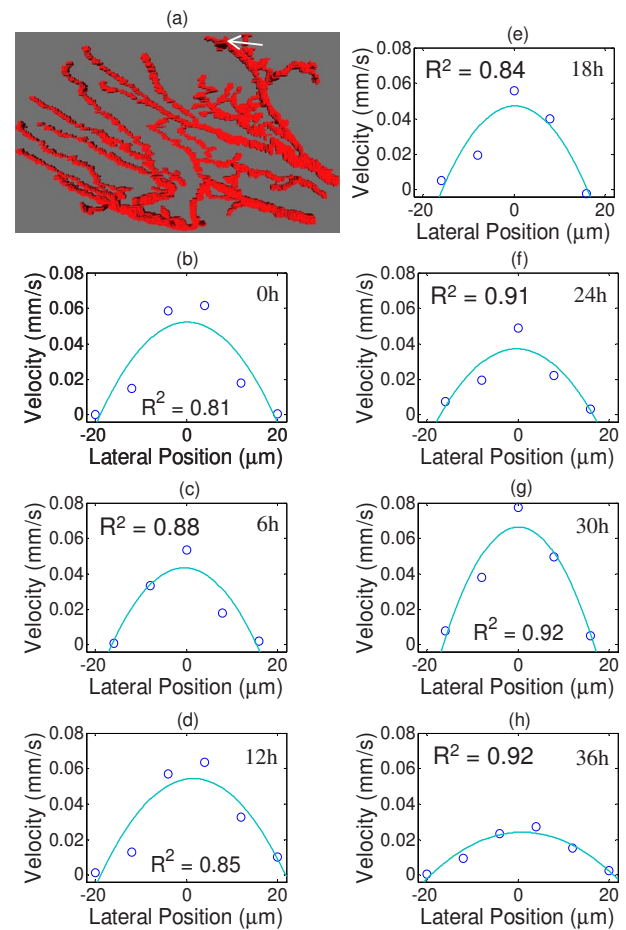 (a)
(b)
0h
R² = 0.81
0.08
0.06
0.04
0.02
0
-20
0
20
Velocity (mm/s)
Lateral Position (μm)
(c)
6h
R² = 0.88
0.08
0.06
0.04
0.02
0
-20
0
20
Velocity (mm/s)
Lateral Position (μm)
(d)
12h
R² = 0.85
0.08
0.06
0.04
0.02
0
-20
0
20
Velocity (mm/s)
Lateral Position (μm)
(e)
R² = 0.84
18h
0.08
0.06
0.04
0.02
0
-20
0
20
Velocity (mm/s)
Lateral Position (μm)
(f)
R² = 0.91
24h
0.08
0.06
0.04
0.02
0
-20
0
20
Velocity (mm/s)
Lateral Position (μm)
(g)
30h
R² = 0.92
0.08
0.06
0.04
0.02
0
-20
0
20
Velocity (mm/s)
Lateral Position (μm)
(h)
R² = 0.92
36h
0.08
0.06
0.04
0.02
0
-20
0
20
Velocity (mm/s)
Lateral Position (μm)